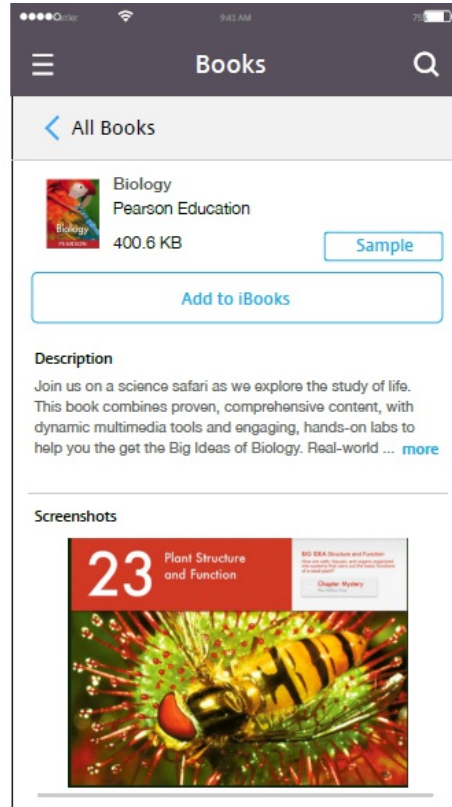 9:41 AM
Books
All Books
Biology
Pearson Education
400.6 KB
Biology
PEARSON
Sample
Add to iBooks
Description
Join us on a science safari as we explore the study of life.
This book combines proven, comprehensive content, with
dynamic multimedia tools and engaging, hands-on labs to
help you the get the Big Ideas of Biology. Real-world ... more
Screenshots
23 Plant Structure
and Function
BIG IDEA Structure and Function
Chapter Mystery